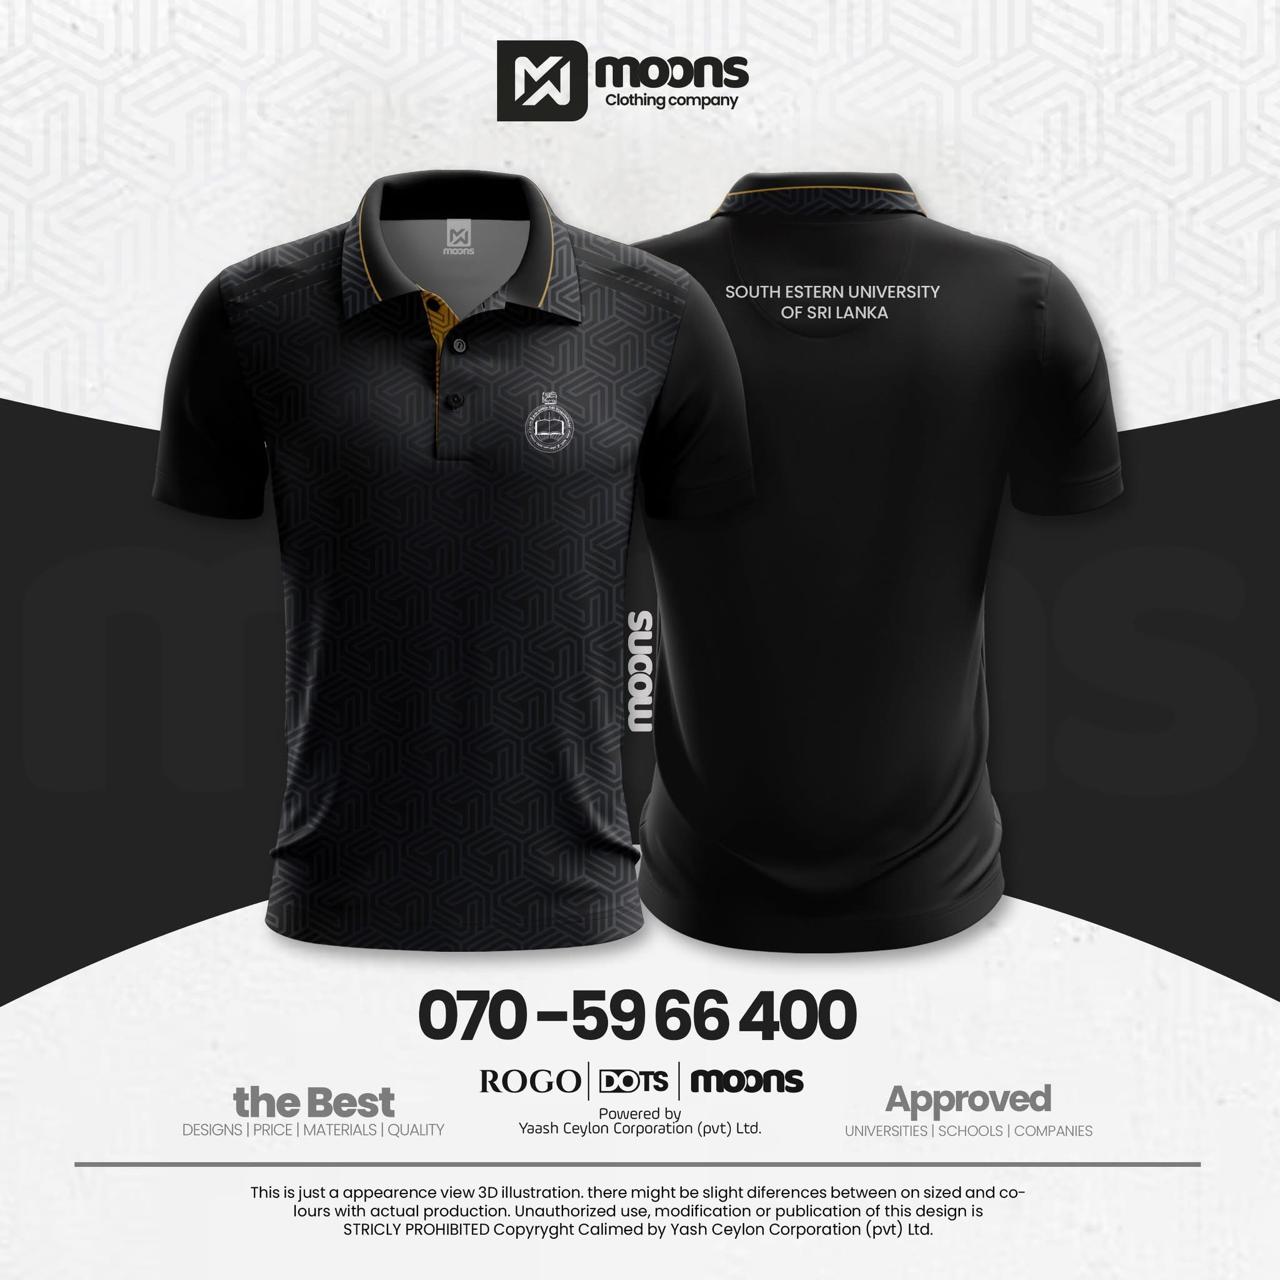 moons
Clothing company
moons
SOUTH ESTERN UNIVERSITY
OF SRI LANKA
moons
070 - 59 66 400
ROGO | DOTS | moons
Powered by
Yaash Ceylon Corporation (pvt) Ltd.
the Best
DESIGNS | PRICE | MATERIALS | QUALITY
Approved
UNIVERSITIES | SCHOOLS | COMPANIES
This is just a appearence view 3D illustration. there might be slight diferences between on sized and co-
lours with actual production. Unauthorized use, modification or publication of this design is
STRICLY PROHIBITED Copyryght Calimed by Yash Ceylon Corporation (pvt) Ltd.